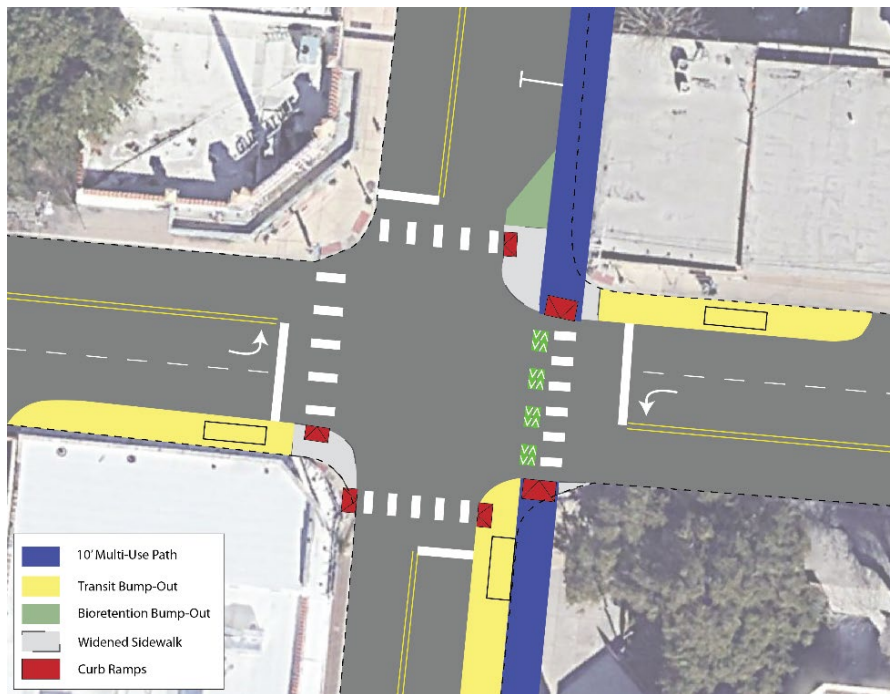 10' Multi-Use Path
Transit Bump-Out
Bioretention Bump-Out
Widened Sidewalk
Curb Ramps